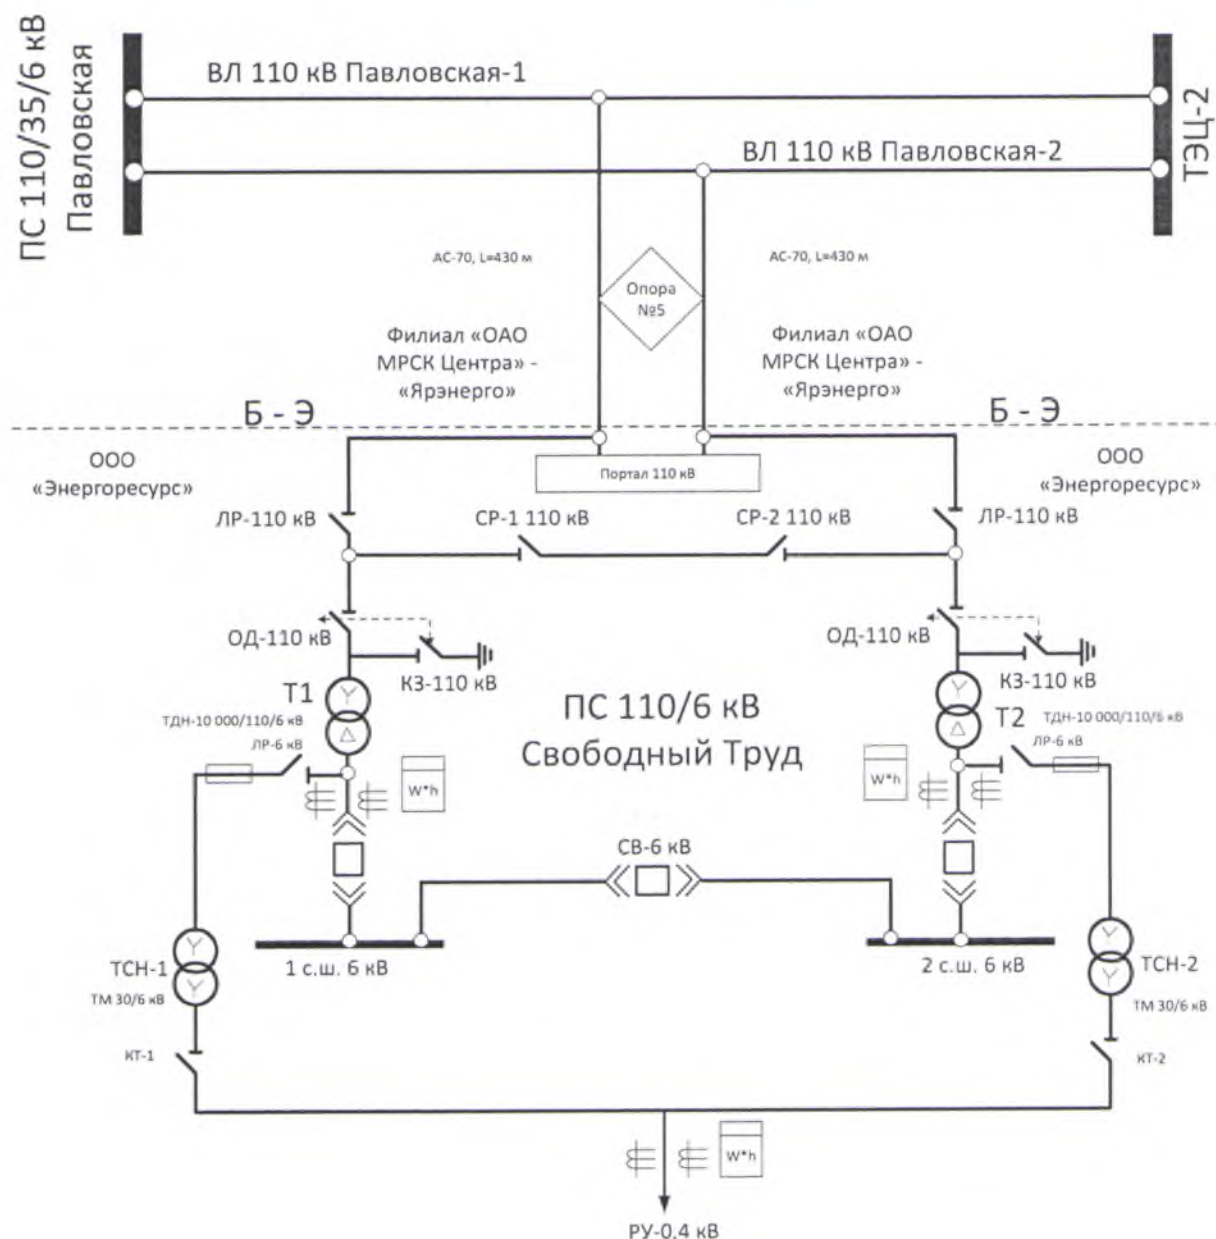 ПС 110/35/6 кВ
Павловская
ВЛ 110 кВ Павловская-1
ВЛ 110 кВ Павловская-2
ТЭЦ-2
АС-70, L=430 м
АС-70, L=430 м
Опора
№5
Филиал «ОАО
МРСК Центра» -
«Ярэнерго»
Филиал «ОАО
МРСК Центра» -
«Ярэнерго»
Б - Э
Б - Э
ООО
«Энергоресурс»
ООО
«Энергоресурс»
Портал 110 кВ
ЛР-110 кВ
СР-1 110 кВ
СР-2 110 кВ
ЛР-110 кВ
ОД-110 кВ
КЗ-110 кВ
ОД-110 кВ
КЗ-110 кВ
Т1
ТДН-10 000/110/6 кВ
ЛР-6 кВ
ПС 110/6 кВ
Свободный Труд
Т2
ТДН-10 000/110/6 кВ
ЛР-6 кВ
W*h
W*h
СВ-6 кВ
1 с.ш. 6 кВ
2 с.ш. 6 кВ
ТСН-1
ТМ 30/6 кВ
ТСН-2
ТМ 30/6 кВ
КТ-1
КТ-2
W*h
РУ-0,4 кВ